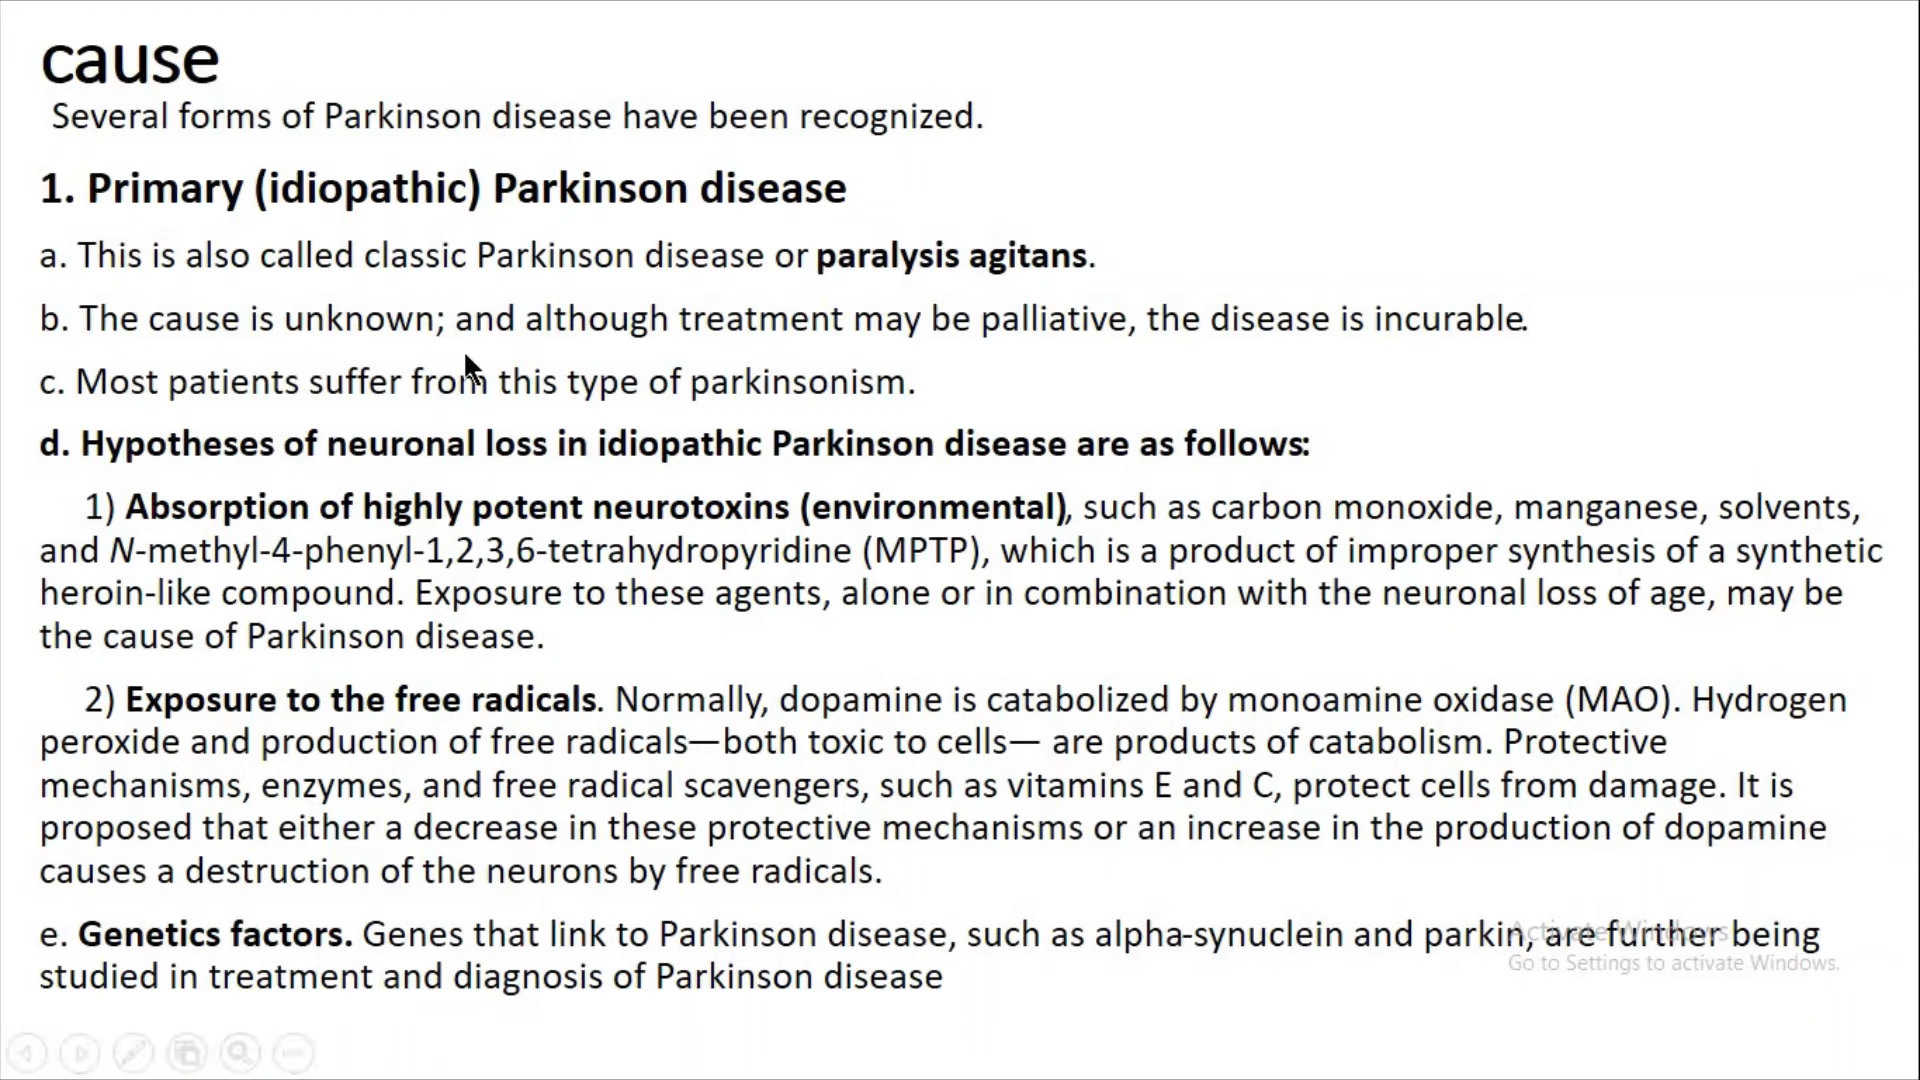 cause
Several forms of Parkinson disease have been recognized.
1. Primary (idiopathic) Parkinson disease
a. This is also called classic Parkinson disease or paralysis agitans.
b. The cause is unknown; and although treatment may be palliative, the disease is incurable.
c. Most patients suffer from this type of parkinsonism.
d. Hypotheses of neuronal loss in idiopathic Parkinson disease are as follows:
1) Absorption of highly potent neurotoxins (environmental), such as carbon monoxide, manganese, solvents,
and N-methyl-4-phenyl-1,2,3,6-tetrahydropyridine (MPTP), which is a product of improper synthesis of a synthetic
heroin-like compound. Exposure to these agents, alone or in combination with the neuronal loss of age, may be
the cause of Parkinson disease.
2) Exposure to the free radicals. Normally, dopamine is catabolized by monoamine oxidase (MAO). Hydrogen
peroxide and production of free radicals—both toxic to cells— are products of catabolism. Protective
mechanisms, enzymes, and free radical scavengers, such as vitamins E and C, protect cells from damage. It is
proposed that either a decrease in these protective mechanisms or an increase in the production of dopamine
causes a destruction of the neurons by free radicals.
e. Genetics factors. Genes that link to Parkinson disease, such as alpha-synuclein and parkin, are further being
studied in treatment and diagnosis of Parkinson disease
Activate Windows
Go to Settings to activate Windows.